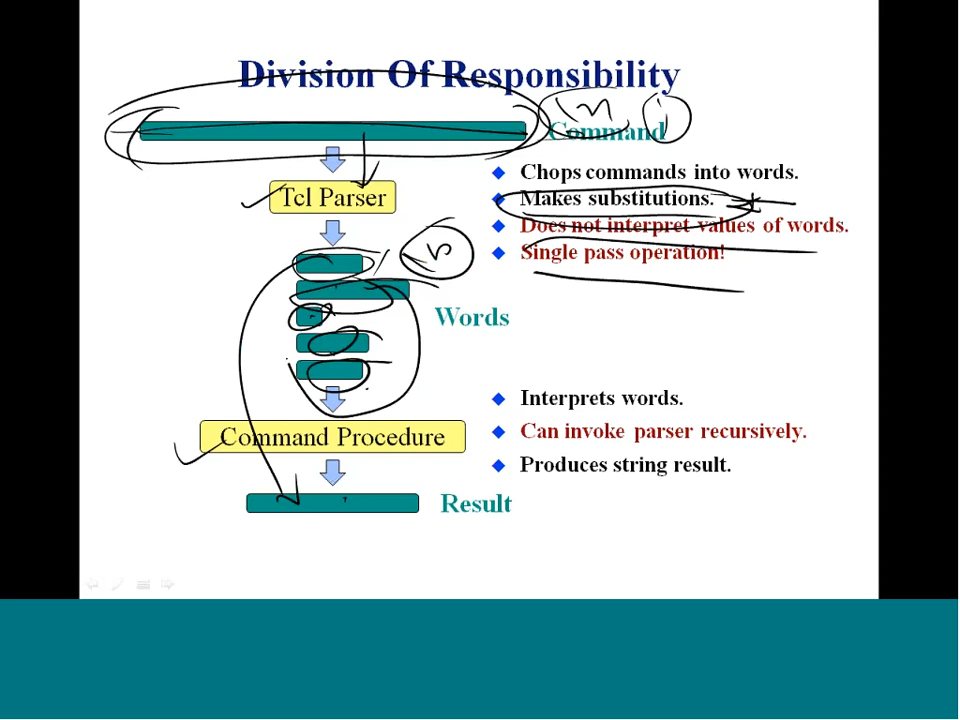 Division Of Responsibility
Command
Chops commands into words.
Tcl Parser
Makes substitutions.
Does not interpret values of words.
Single pass operation!
Words
Interprets words.
Command Procedure
Can invoke parser recursively.
Produces string result.
Result